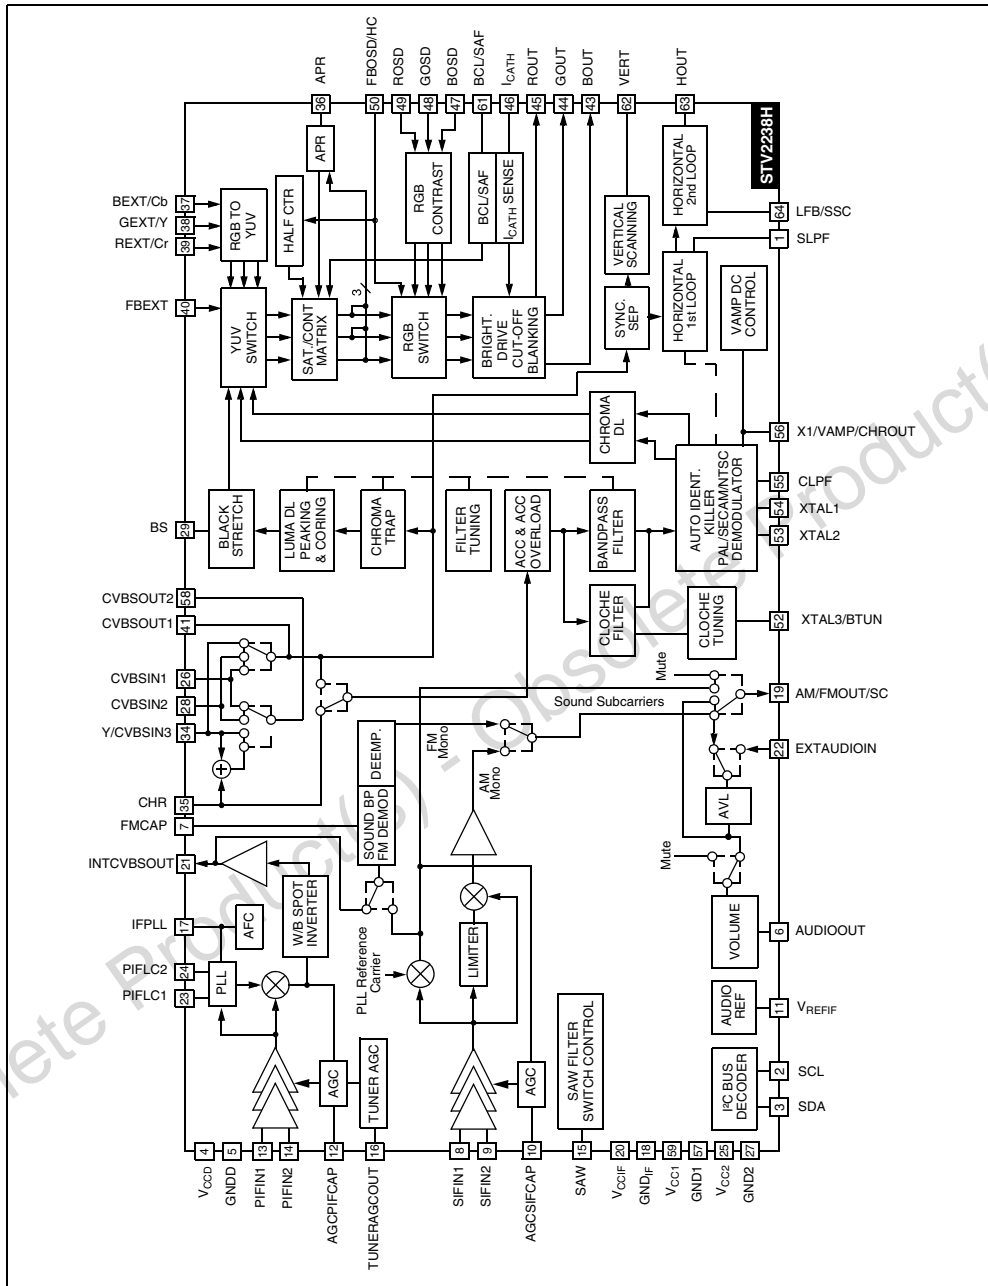 STV2238H
APR
36
FBOSD/HC
50
ROSD
49
GOSD
48
BOSD
47
BCL/SAF
61
ICATH
46
ROUT
45
GOUT
44
BOUT
43
VERT
62
HOUT
63
BEXT/Cb
37
GEXT/Y
38
REXT/Cr
39
FBEXT
40
BS
29
CVBSOUT2
58
CVBSOUT1
41
CVBSIN1
26
CVBSIN2
28
Y/CVBSIN3
34
CHR
35
FMCAP
7
INTCVBSOUT
21
IFPLL
17
PIFLC2
24
PIFLC1
23
LFB/SSC
64
SLPF
1
X1/VAMP/CHROUT
56
CLPF
55
XTAL1
54
XTAL2
53
XTAL3/BTUN
52
AM/FMOUT/SC
19
EXTAUDIOIN
22
AUDIOOUT
6
VREFIF
11
SCL
2
SDA
3
VCCD
4
GNDD
5
PIFIN1
13
PIFIN2
14
AGCPIFCAP
12
TUNERAGCOUT
16
SIFIN1
8
SIFIN2
9
AGCSIFCAP
10
SAW
15
VCCIF
20
GNDIF
18
VCC1
59
GND1
57
VCC2
25
GND2
27
RGB TO
YUV
HALF CTR
APR
RGB
CONTRAST
BCL/SAF
ICATH SENSE
VERTICAL
SCANNING
HORIZONTAL
2nd LOOP
YUV
SWITCH
SAT./CONT
MATRIX
3
RGB
SWITCH
BRIGHT.
DRIVE
CUT-OFF
BLANKING
SYNC.
SEP
HORIZONTAL
1st LOOP
VAMP DC
CONTROL
CHROMA
DL
BLACK
STRETCH
LUMA DL
PEAKING
& CORING
CHROMA
TRAP
FILTER
TUNING
ACC & ACC
OVERLOAD
BANDPASS
FILTER
AUTO IDENT.
KILLER
PAL/SECAM/NTSC
DEMODULATOR
CLOCHE
FILTER
CLOCHE
TUNING
Mute
Sound Subcarriers
+
DEEMP.
SOUND BP
FM DEMOD
FM
Mono
AM
Mono
AVL
Mute
VOLUME
AFC
W/B SPOT
INVERTER
PLL
PLL Reference
Carrier
LIMITER
AUDIO
REF
AGC
TUNER AGC
AGC
SAW FILTER
SWITCH CONTROL
I²C BUS
DECODER
lete Product(s) - Obsolete Product(